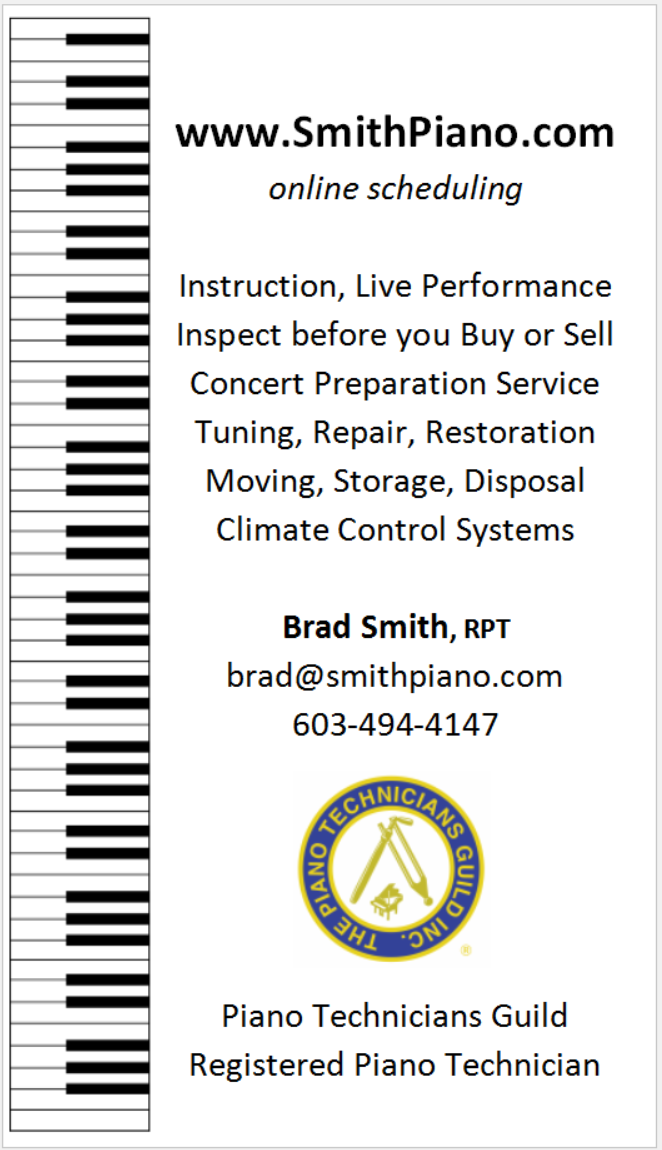 www.SmithPiano.com
online scheduling
Instruction, Live Performance
Inspect before you Buy or Sell
Concert Preparation Service
Tuning, Repair, Restoration
Moving, Storage, Disposal
Climate Control Systems
Brad Smith, RPT
brad@smithpiano.com
603-494-4147
THE PIANO TECHNICIANS GUILD INC.
®
Piano Technicians Guild
Registered Piano Technician